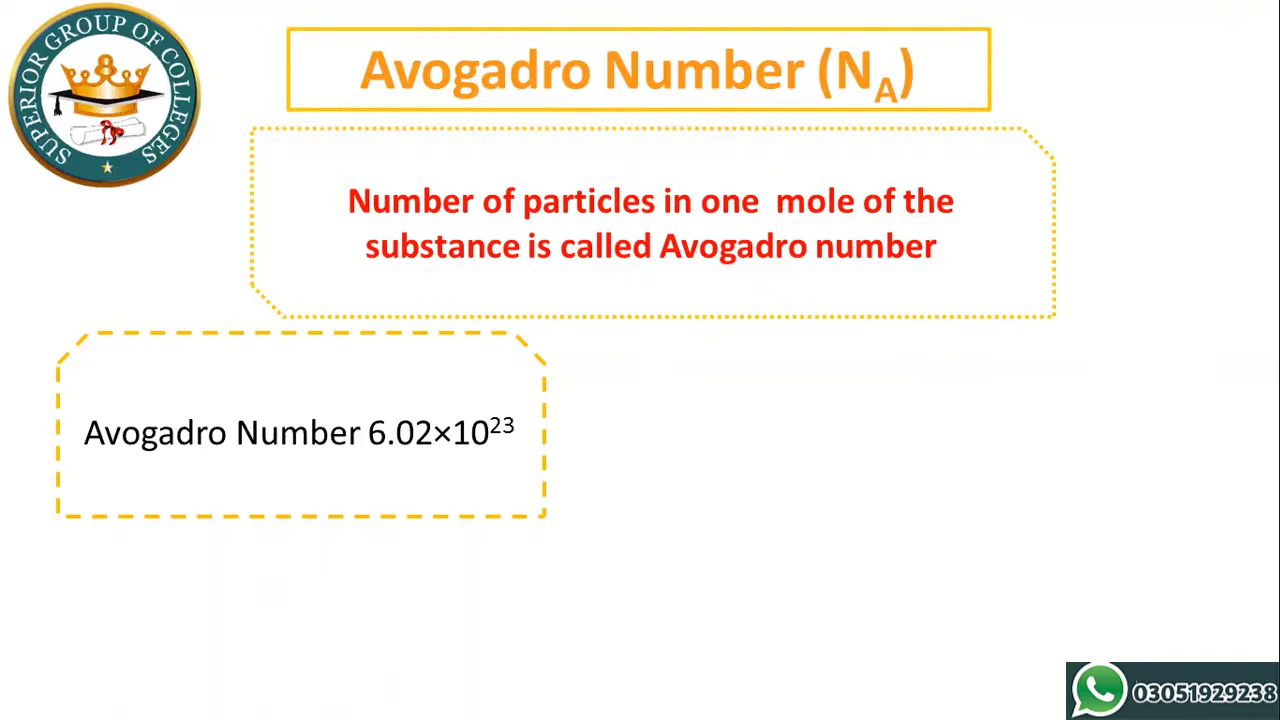 SUPERIOR GROUP OF COLLEGES
Avogadro Number (N_A)
Number of particles in one mole of the
substance is called Avogadro number
Avogadro Number 6.02×10²³
03051929238